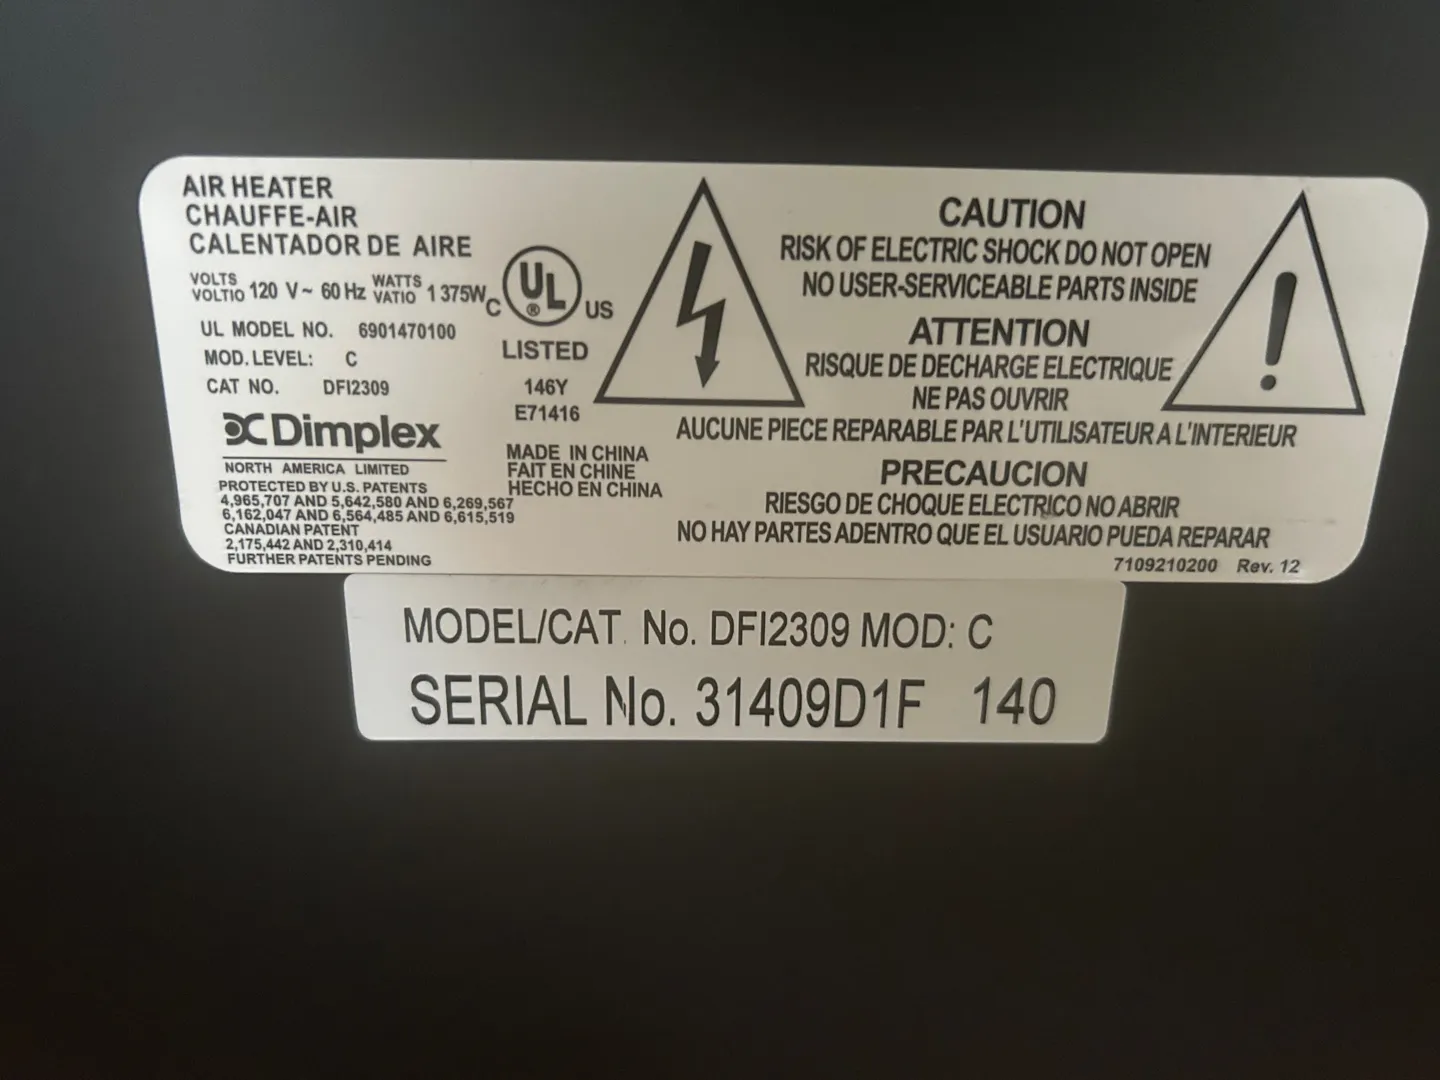 AIR HEATER
CHAUFFE-AIR
CALENTADOR DE AIRE
VOLTS
VOLTIO 120 V ~ 60 Hz WATTS
VATIO 1 375W
UL MODEL NO. 6901470100
MOD. LEVEL: C
CAT NO. DFI2309
Dimplex
NORTH AMERICA LIMITED
PROTECTED BY U.S. PATENTS
4,965,707 AND 5,642,580 AND 6,269,567
6,162,047 AND 6,564,485 AND 6,615,519
CANADIAN PATENT
2,175,442 AND 2,310,414
FURTHER PATENTS PENDING
C UL ® US
LISTED
146Y
E71416
MADE IN CHINA
FAIT EN CHINE
HECHO EN CHINA
CAUTION
RISK OF ELECTRIC SHOCK DO NOT OPEN
NO USER-SERVICEABLE PARTS INSIDE
ATTENTION
RISQUE DE DECHARGE ELECTRIQUE
NE PAS OUVRIR
AUCUNE PIECE REPARABLE PAR L'UTILISATEUR A L'INTERIEUR
PRECAUCION
RIESGO DE CHOQUE ELECTRICO NO ABRIR
NO HAY PARTES ADENTRO QUE EL USUARIO PUEDA REPARAR
7109210200 Rev. 12
MODEL/CAT. No. DFI2309 MOD: C
SERIAL No. 31409D1F 140